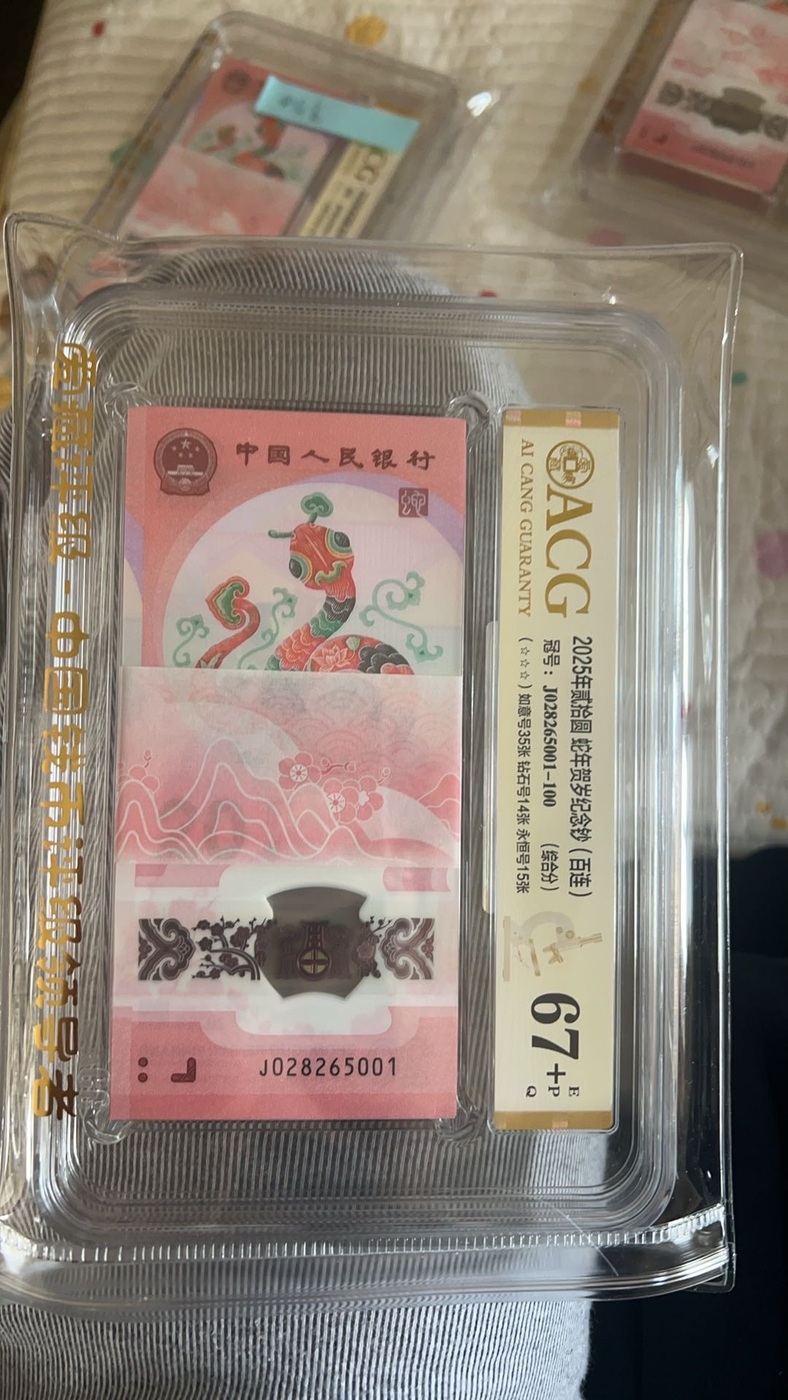 爱藏评级 - 中国钱币评级领导者
中国人民银行
J028265001
ACG
AI CANG GUARANTY
2025年贰拾圆 蛇年贺岁纪念钞 (百连)
冠号: J028265001-100 (综合分)
(☆☆☆) 如意号35张 钻石号14张 永恒号15张
67+
E
P
Q
ACG